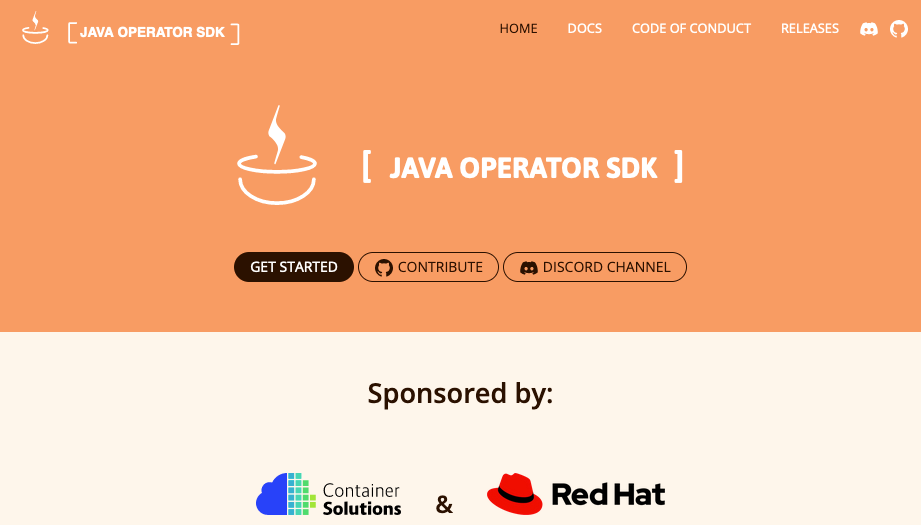 [ JAVA OPERATOR SDK ] HOME DOCS CODE OF CONDUCT RELEASES
[ JAVA OPERATOR SDK ]
GET STARTED CONTRIBUTE DISCORD CHANNEL
Sponsored by:
Container
Solutions & Red Hat